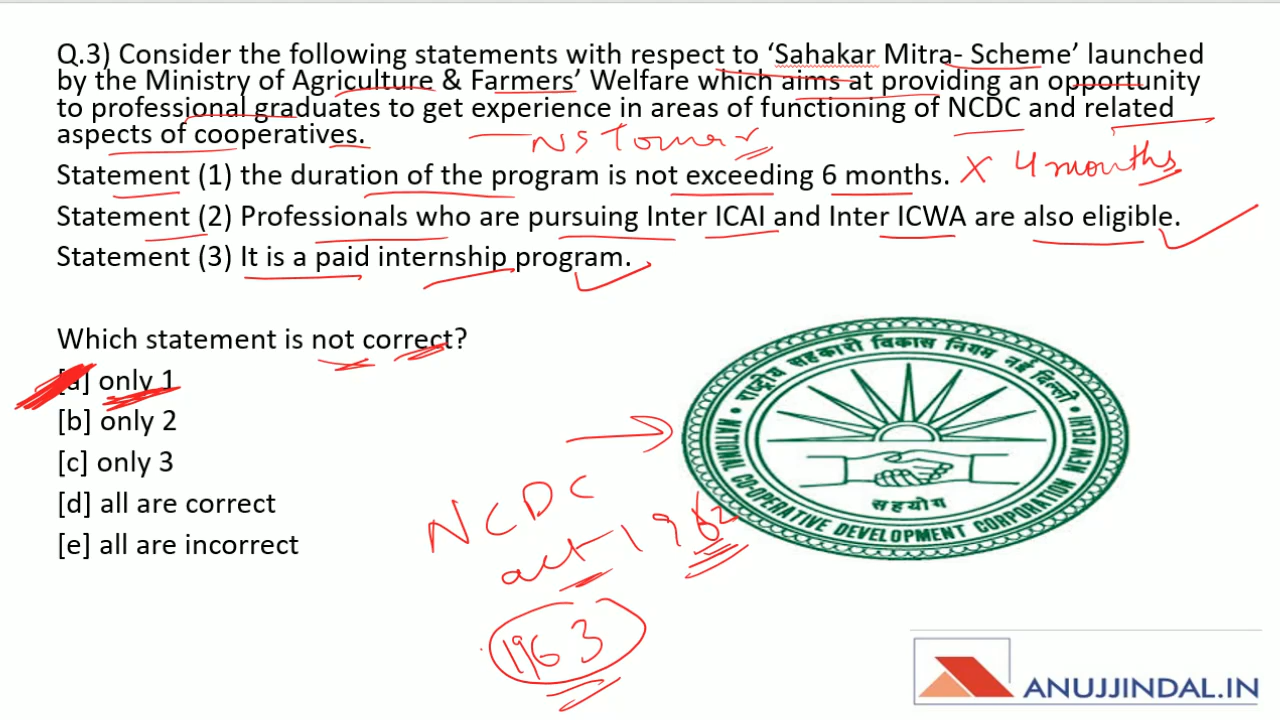 Q.3) Consider the following statements with respect to ‘Sahakar Mitra- Scheme’ launched
by the Ministry of Agriculture & Farmers’ Welfare which aims at providing an opportunity
to professional graduates to get experience in areas of functioning of NCDC and related
aspects of cooperatives.
NS Tomar
Statement (1) the duration of the program is not exceeding 6 months. X 4 months
Statement (2) Professionals who are pursuing Inter ICAI and Inter ICWA are also eligible.
Statement (3) It is a paid internship program.
Which statement is not correct?
[a] only 1
[b] only 2
[c] only 3
[d] all are correct
[e] all are incorrect
राष्ट्रीय सहकारी विकास निगम नई दिल्ली
सहयोग
NATIONAL CO-OPERATIVE DEVELOPMENT CORPORATION NEW DELHI
NCDC
act 1962
1963
ANUJJINDAL.IN